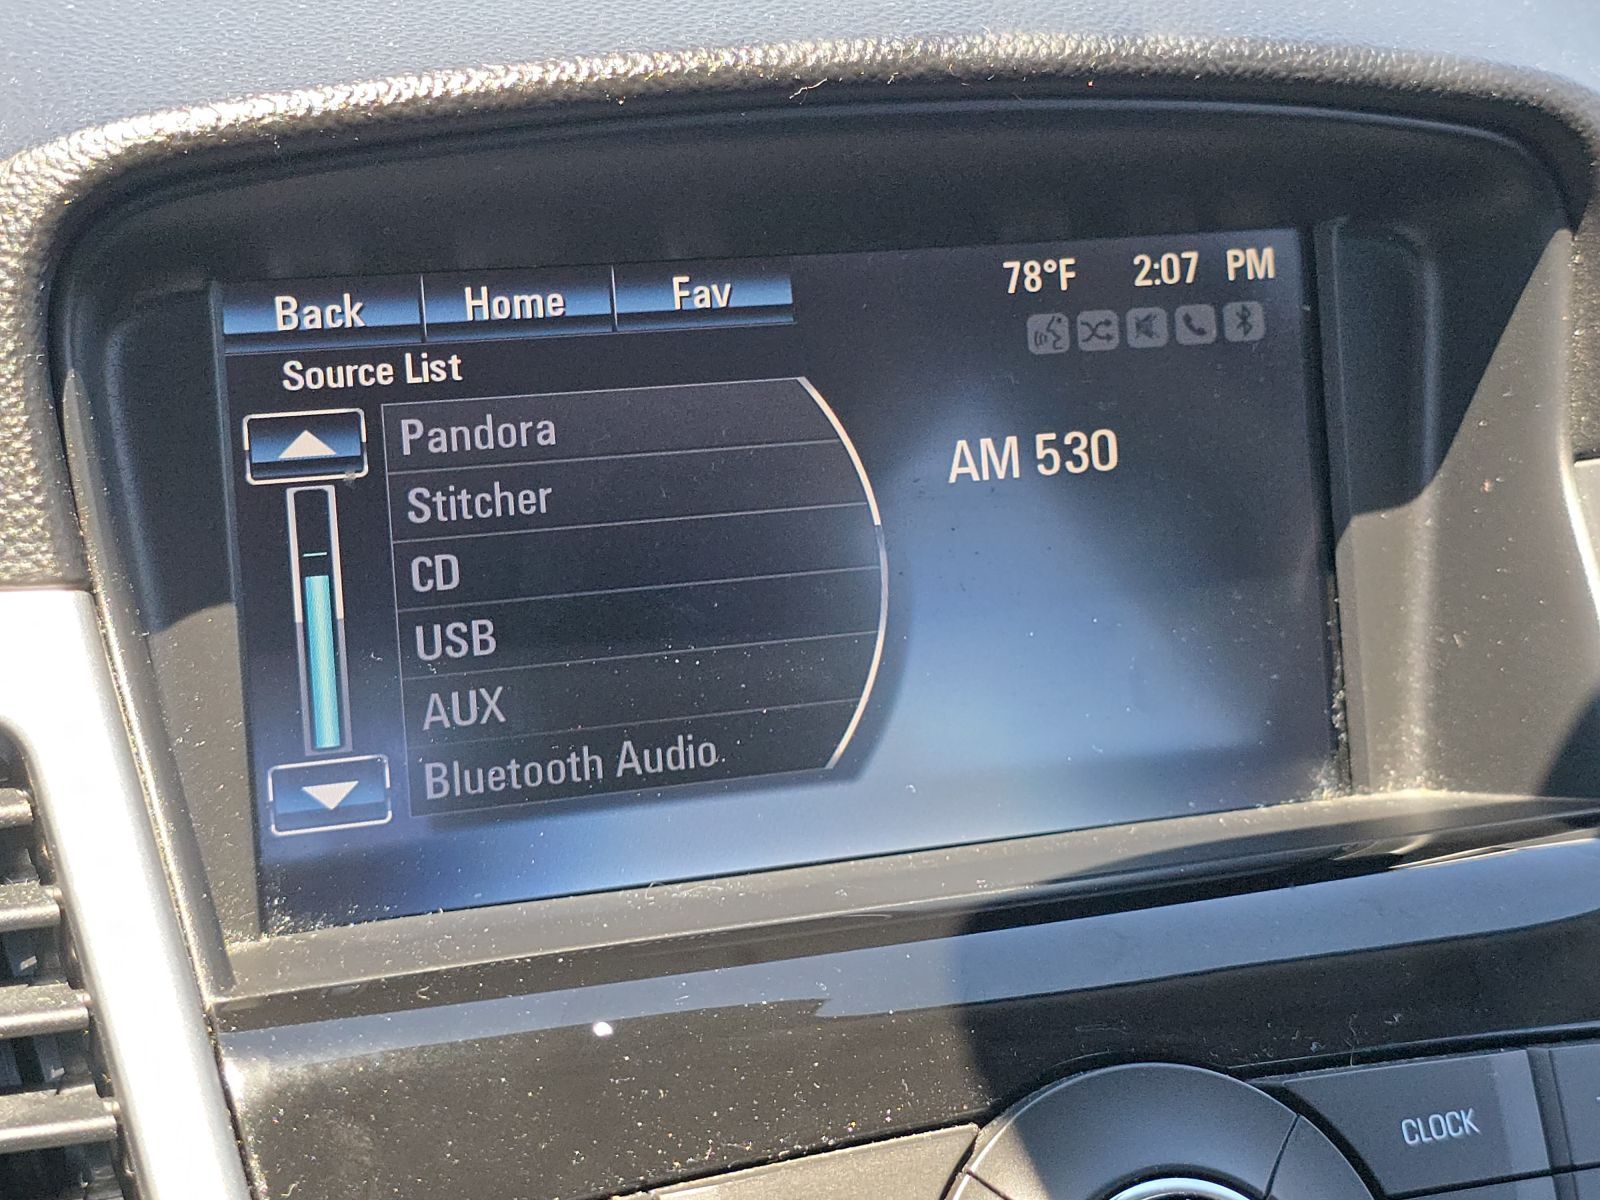 Back Home Fav 78°F 2:07 PM
Source List
Pandora
Stitcher
CD
USB
AUX
Bluetooth Audio
AM 530
CLOCK